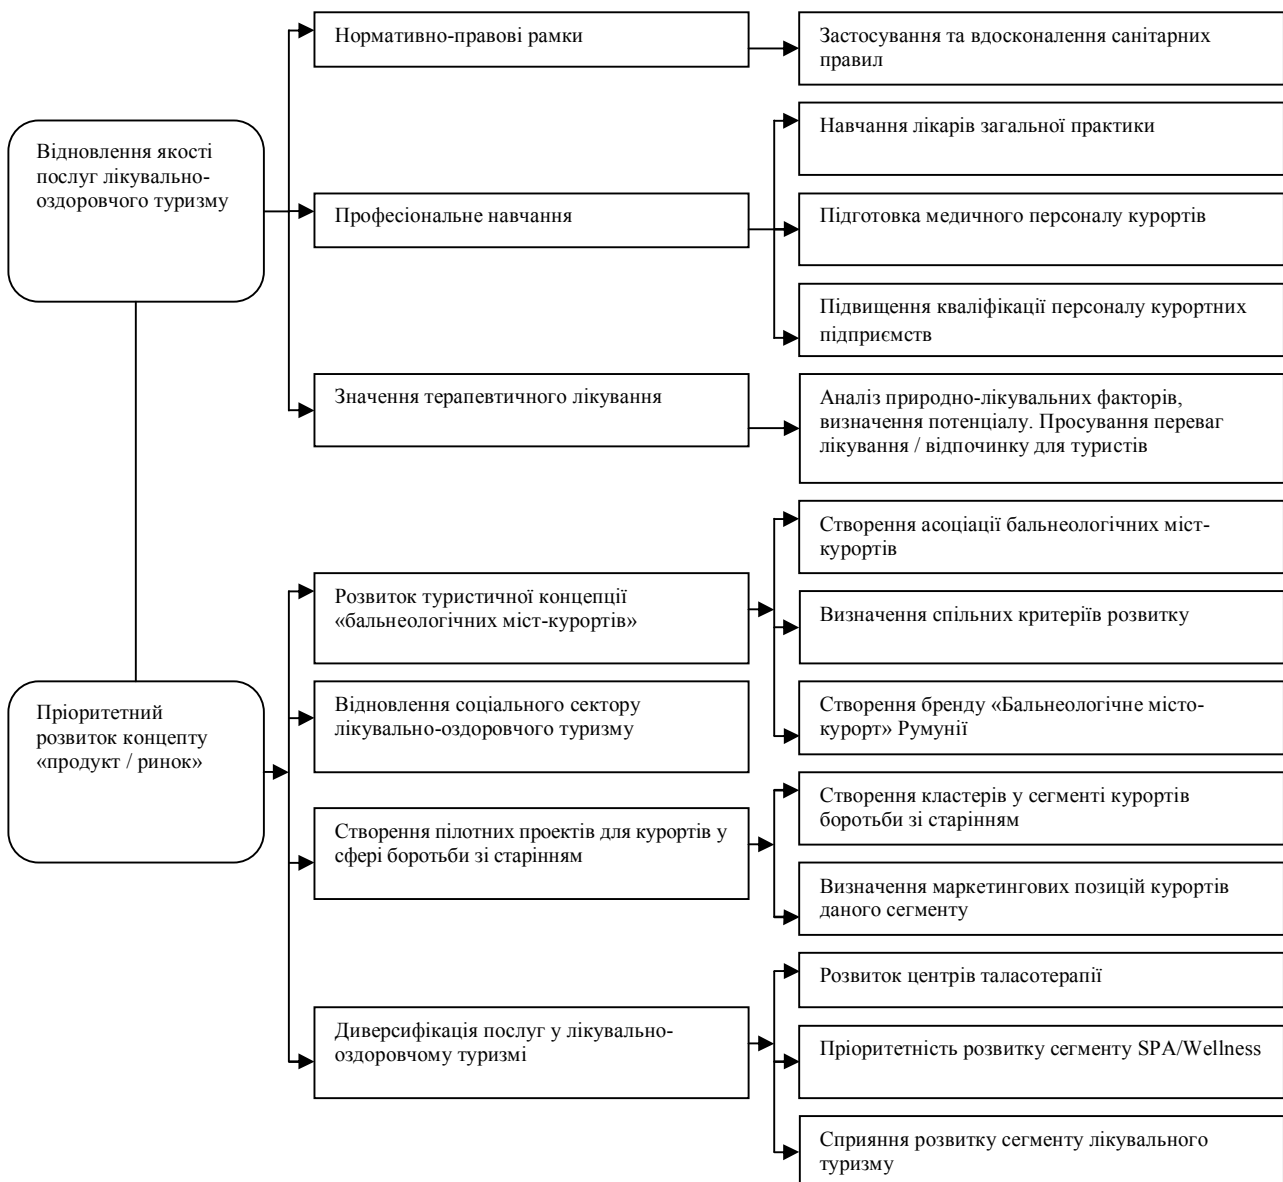 Відновлення якості
послуг лікувально-
оздоровчого туризму
Нормативно-правові рамки
Застосування та вдосконалення санітарних
правил
Професіональне навчання
Навчання лікарів загальної практики
Підготовка медичного персоналу курортів
Підвищення кваліфікації персоналу курортних
підприємств
Значення терапевтичного лікування
Аналіз природно-лікувальних факторів,
визначення потенціалу. Просування переваг
лікування / відпочинку для туристів
Пріоритетний
розвиток концепту
«продукт / ринок»
Розвиток туристичної концепції
«бальнеологічних міст-курортів»
Створення асоціації бальнеологічних міст-
курортів
Визначення спільних критеріїв розвитку
Створення бренду «Бальнеологічне місто-
курорт» Румунії
Відновлення соціального сектору
лікувально-оздоровчого туризму
Створення пілотних проектів для курортів у
сфері боротьби зі старінням
Створення кластерів у сегменті курортів
боротьби зі старінням
Визначення маркетингових позицій курортів
даного сегменту
Диверсифікація послуг у лікувально-
оздоровчому туризмі
Розвиток центрів таласотерапії
Пріоритетність розвитку сегменту SPA/Wellness
Сприяння розвитку сегменту лікувального
туризму